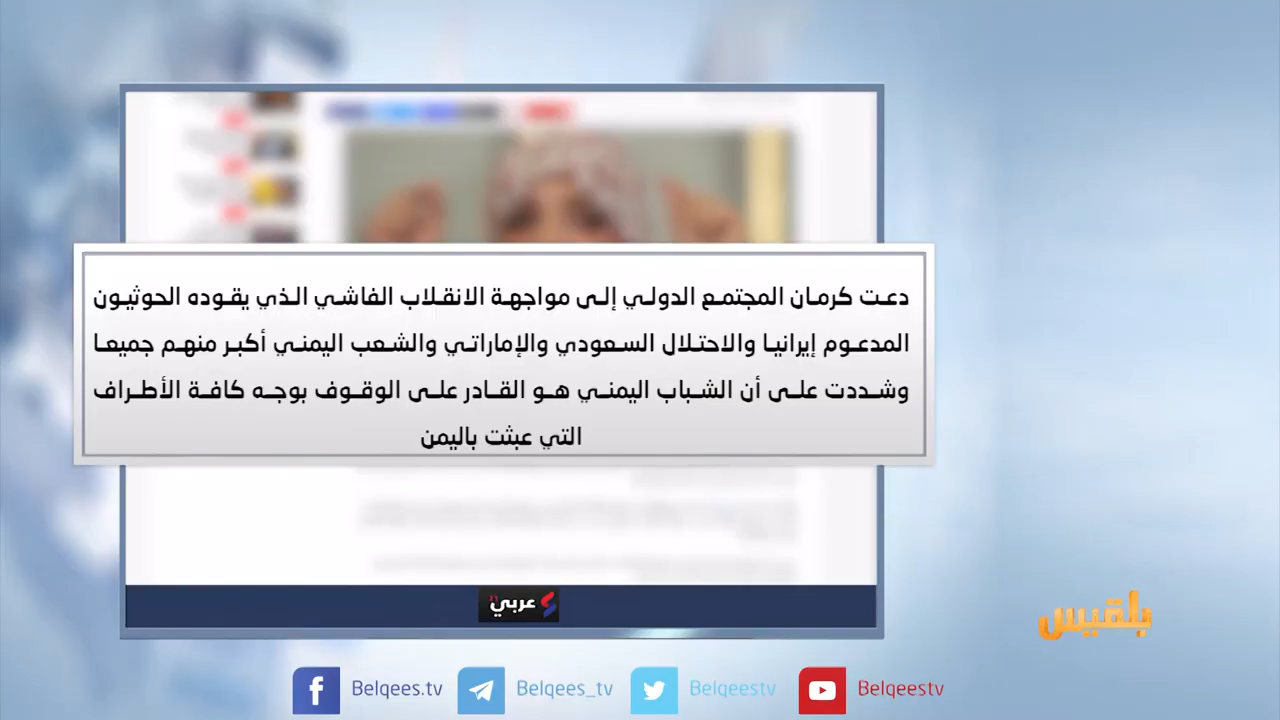 دعت كرمان المجتمع الدولي إلى مواجهة الانقلاب الفاشي الذي يقوده الحوثيون
المدعوم إيرانيا والاحتلال السعودي والإماراتي والشعب اليمني أكبر منهم جميعا
وشددت على أن الشباب اليمني هو القادر على الوقوف بوجه كافة الأطراف
التي عبثت باليمن
عربي21
بلقيس
Belqees.tv
Belqees_tv
Belqeestv
Belqeestv